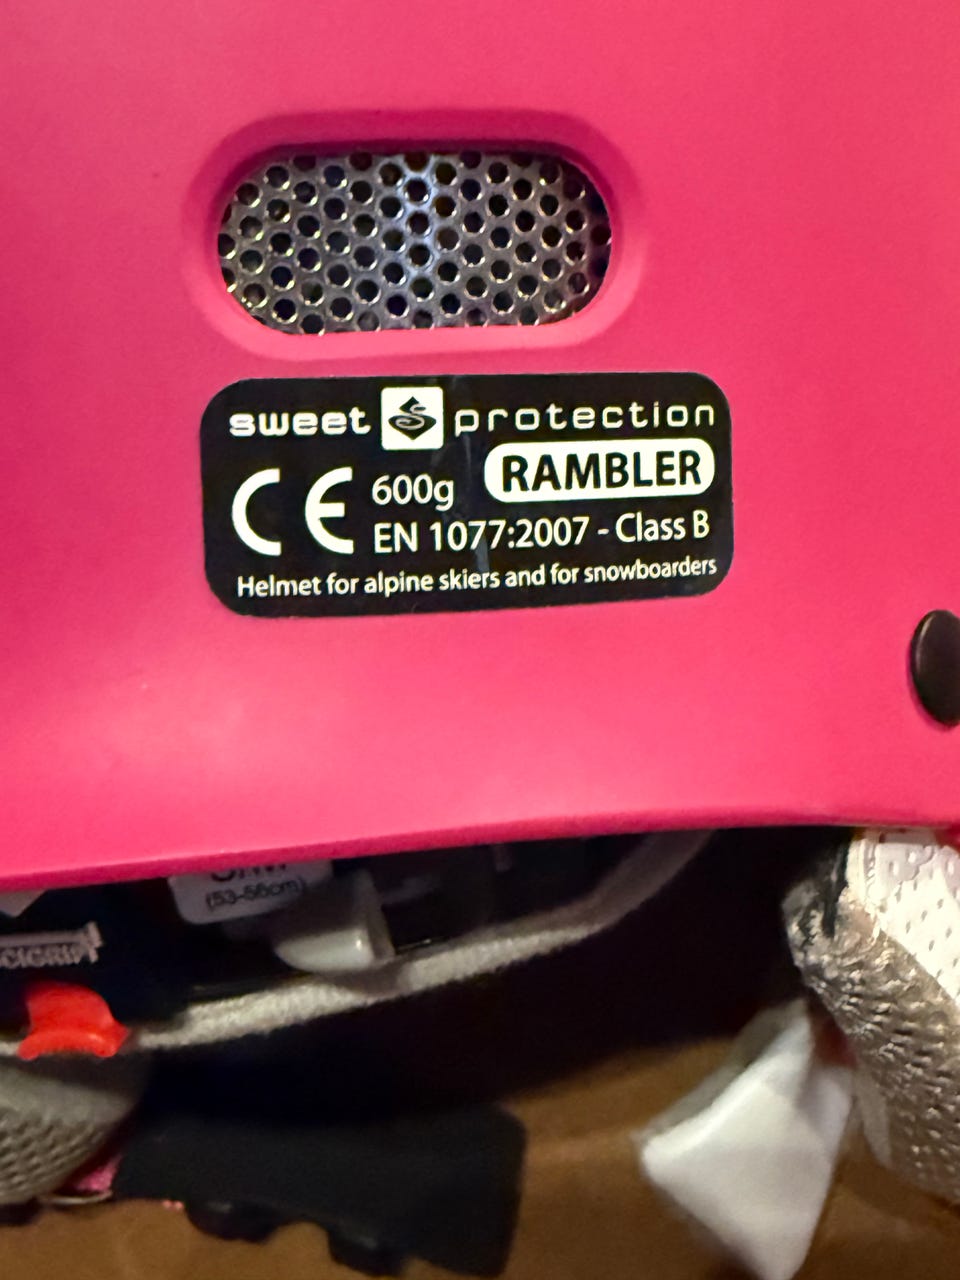 sweet protection
CE 600g RAMBLER
EN 1077:2007 - Class B
Helmet for alpine skiers and for snowboarders
(53-56cm)